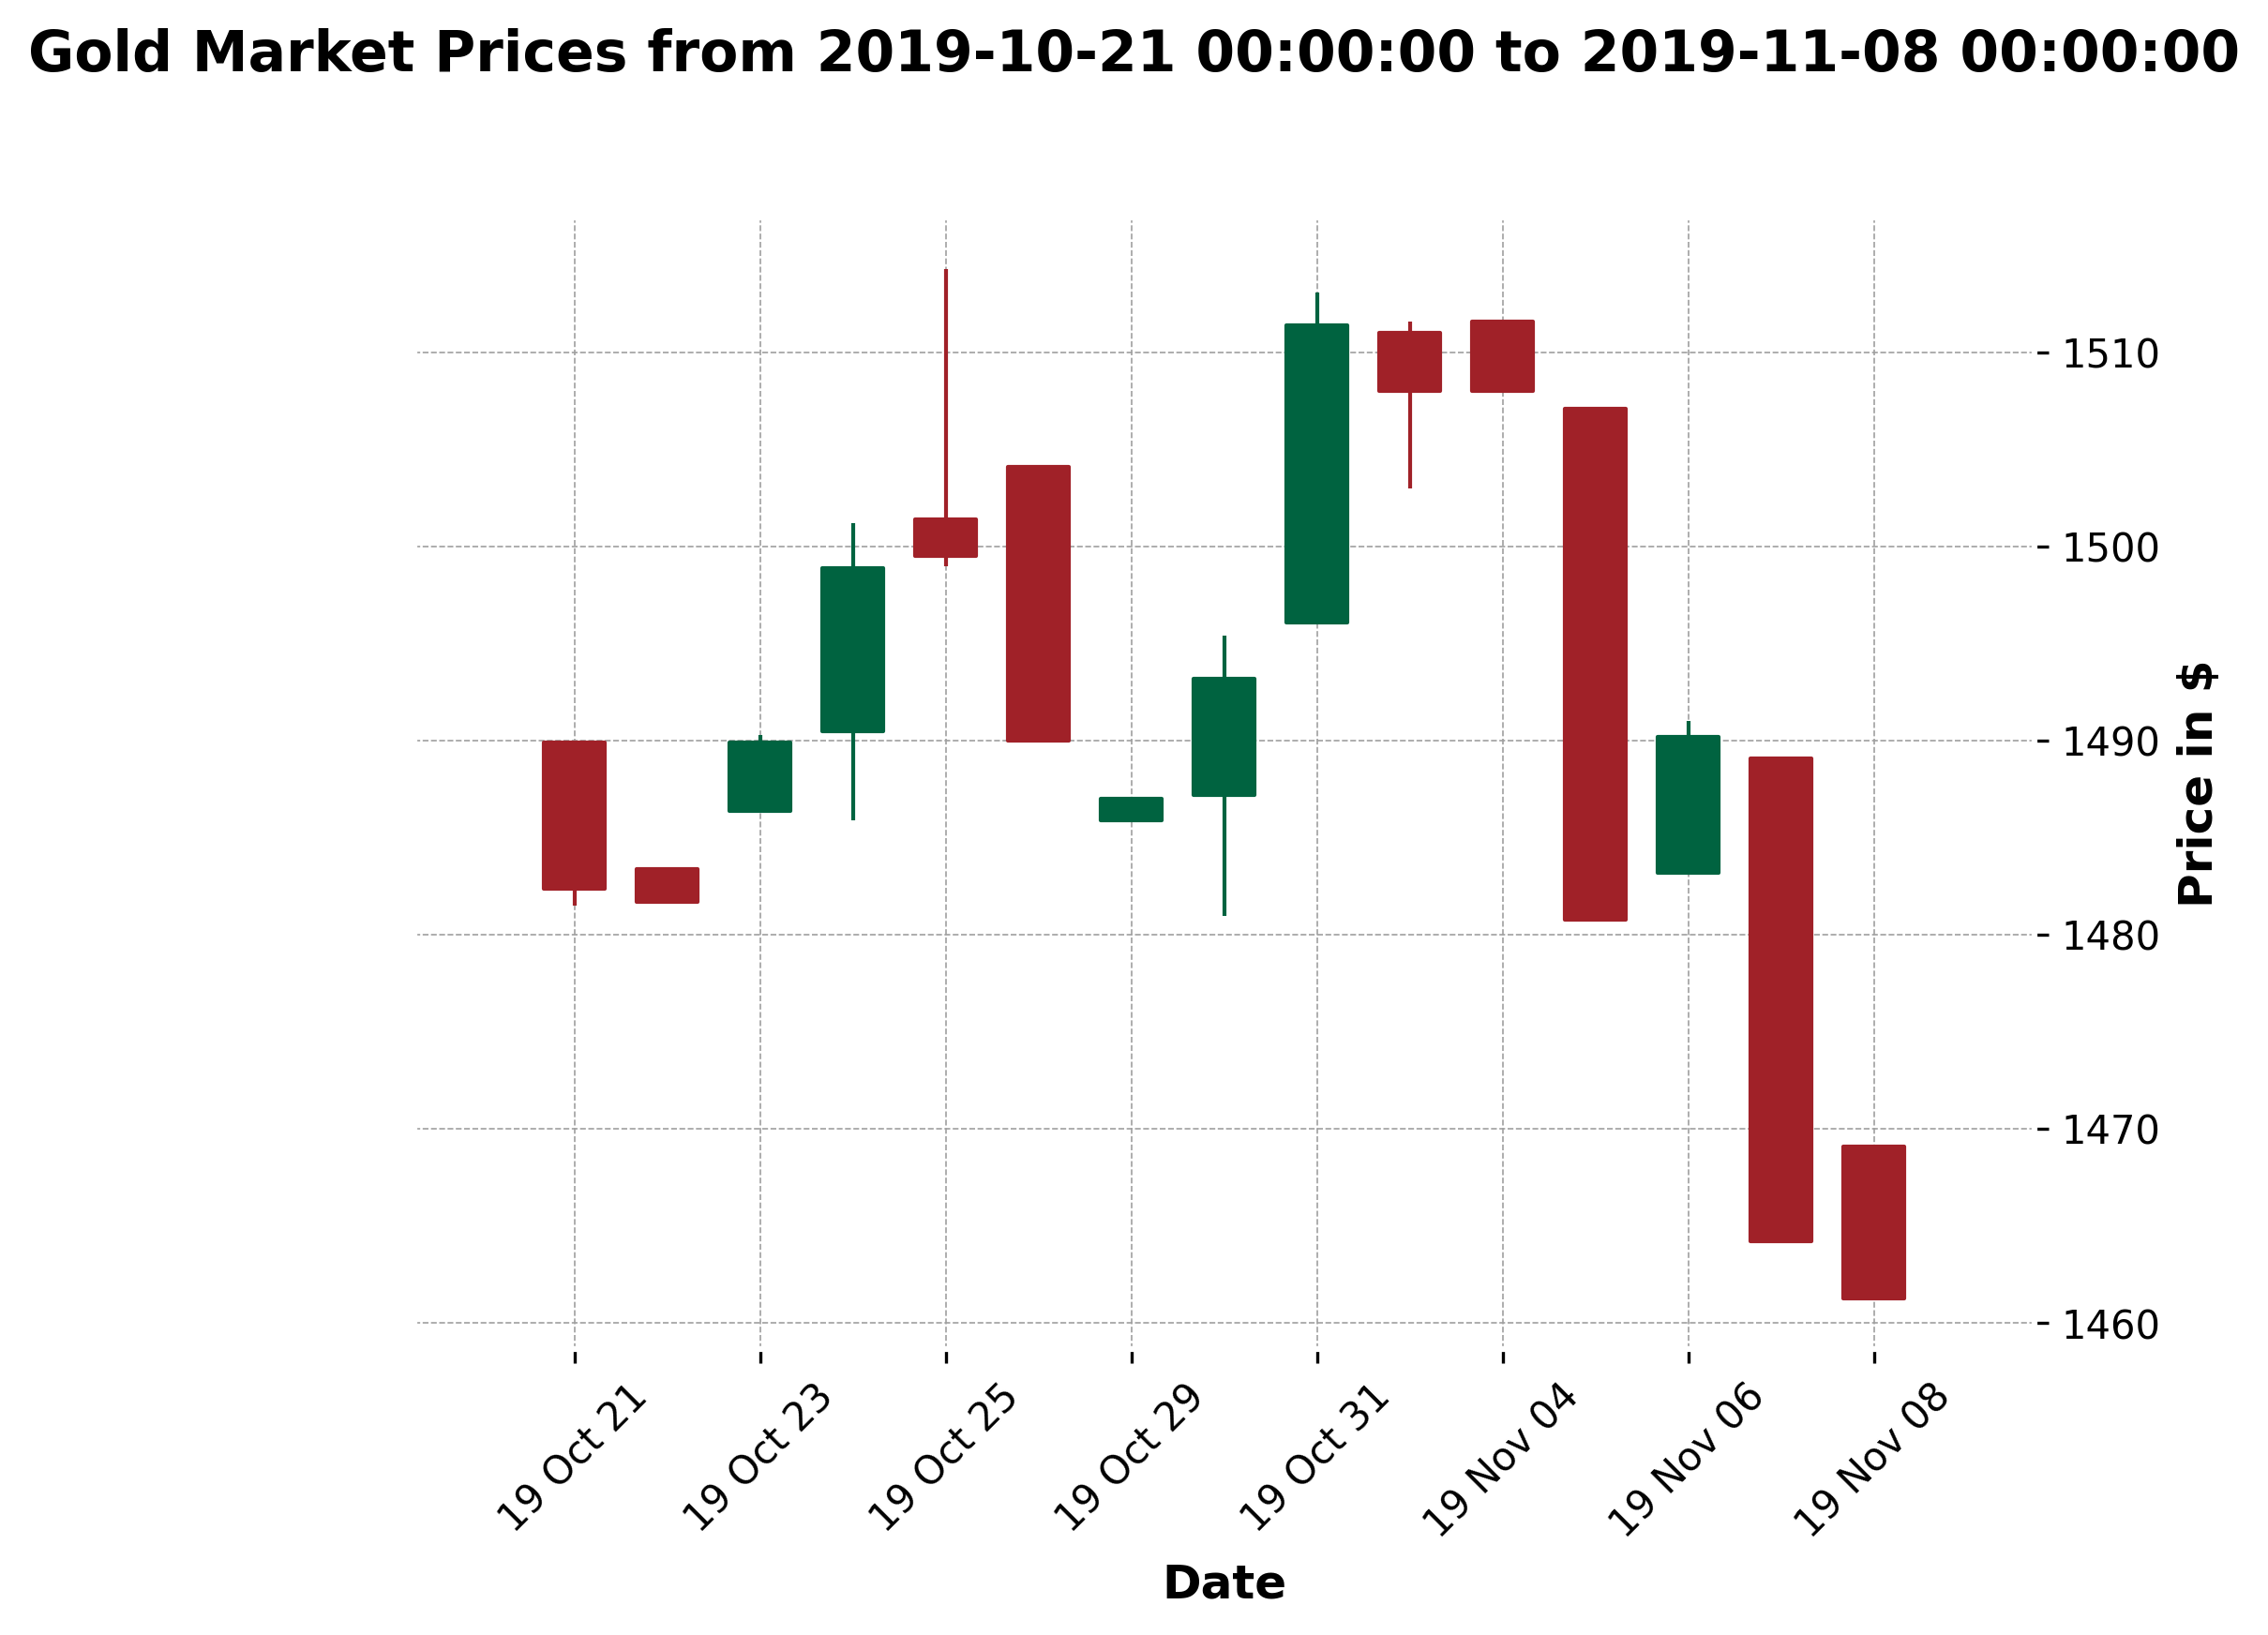 Gold Market Prices from 2019-10-21 00:00:00 to 2019-11-08 00:00:00
1510
1500
1490
1480
1470
1460
Price in $
19 Oct 21
19 Oct 23
19 Oct 25
19 Oct 29
19 Oct 31
19 Nov 04
19 Nov 06
19 Nov 08
Date